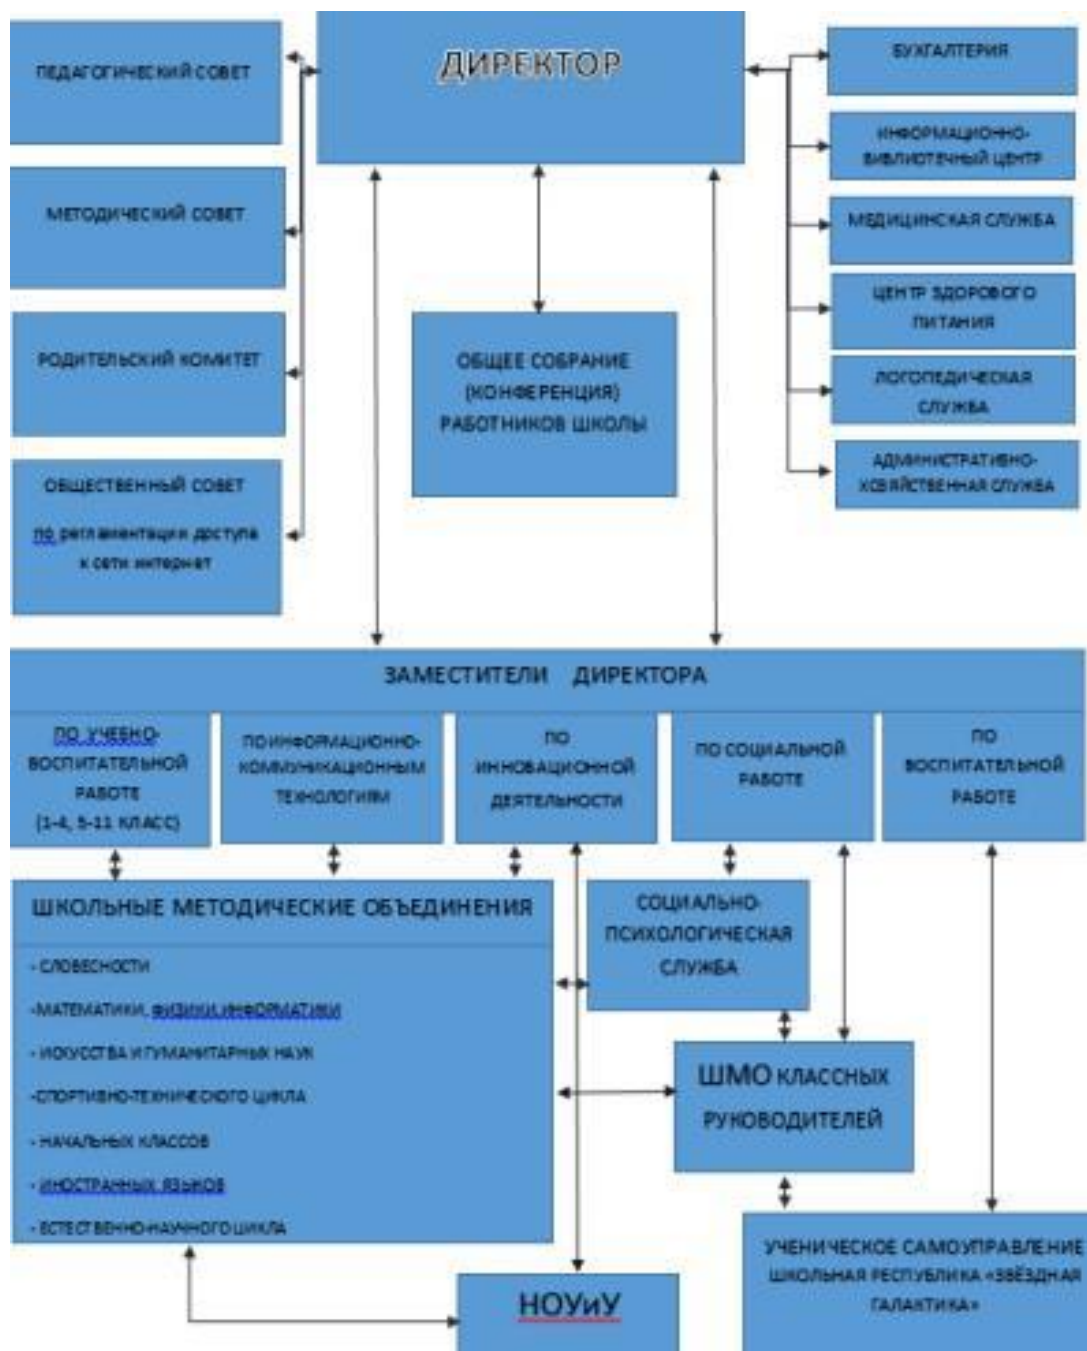 ДИРЕКТОР
ПЕДАГОГИЧЕСКИЙ СОВЕТ
МЕТОДИЧЕСКИЙ СОВЕТ
РОДИТЕЛЬСКИЙ КОМИТЕТ
ОБЩЕСТВЕННЫЙ СОВЕТ
по регламентации доступа
к сети интернет
ОБЩЕЕ СОБРАНИЕ
(КОНФЕРЕНЦИЯ)
РАБОТНИКОВ ШКОЛЫ
БУХГАЛТЕРИЯ
ИНФОРМАЦИОННО-
БИБЛИОТЕЧНЫЙ ЦЕНТР
МЕДИЦИНСКАЯ СЛУЖБА
ЦЕНТР ЗДОРОВОГО
ПИТАНИЯ
ЛОГОПЕДИЧЕСКАЯ
СЛУЖБА
АДМИНИСТРАТИВНО-
ХОЗЯЙСТВЕННАЯ СЛУЖБА
ЗАМЕСТИТЕЛИ ДИРЕКТОРА
ПО УЧЕБНО-
ВОСПИТАТЕЛЬНОЙ
РАБОТЕ
(1-4, 5-11 КЛАСС)
ПО ИНФОРМАЦИОННО-
КОММУНИКАЦИОННЫМ
ТЕХНОЛОГИЯМ
ПО
ИННОВАЦИОННОЙ
ДЕЯТЕЛЬНОСТИ
ПО СОЦИАЛЬНОЙ
РАБОТЕ
ПО
ВОСПИТАТЕЛЬНОЙ
РАБОТЕ
ШКОЛЬНЫЕ МЕТОДИЧЕСКИЕ ОБЪЕДИНЕНИЯ
- СЛОВЕСНОСТИ
-МАТЕМАТИКИ, ФИЗИКИ,ИНФОРМАТИКИ
- ИСКУССТВА И ГУМАНИТАРНЫХ НАУК
-СПОРТИВНО-ТЕХНИЧЕСКОГО ЦИКЛА
- НАЧАЛЬНЫХ КЛАССОВ
- ИНОСТРАННЫХ ЯЗЫКОВ
- ЕСТЕСТВЕННО-НАУЧНОГО ЦИКЛА
СОЦИАЛЬНО-
ПСИХОЛОГИЧЕСКАЯ
СЛУЖБА
ШМО КЛАССНЫХ
РУКОВОДИТЕЛЕЙ
УЧЕНИЧЕСКОЕ САМОУПРАВЛЕНИЕ
ШКОЛЬНАЯ РЕСПУБЛИКА «ЗВЁЗДНАЯ
ГАЛАКТИКА»
НОУиУ